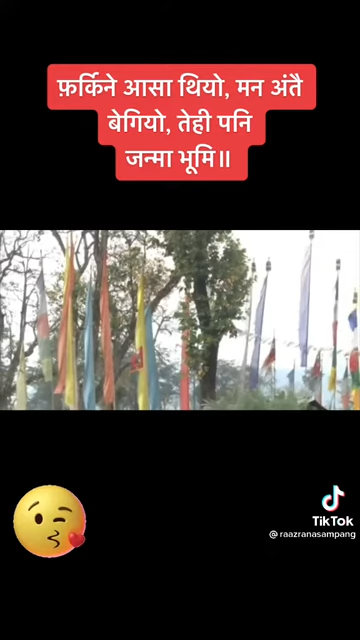 फ़र्किने आसा थियो, मन अंतै
बेगियो, तेही पनि
जन्मा भूमि॥
TikTok
@raazranasampang